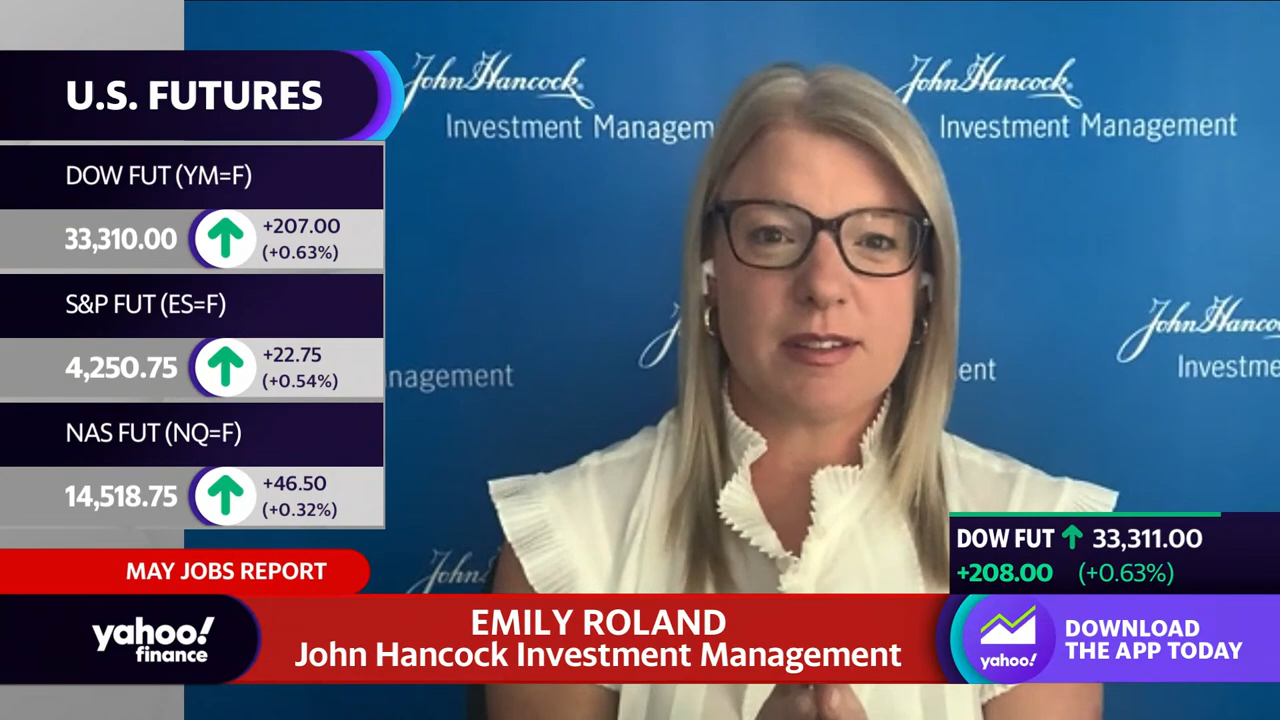 U.S. FUTURES
DOW FUT (YM=F)
33,310.00
+207.00
(+0.63%)
S&P FUT (ES=F)
4,250.75
+22.75
(+0.54%)
NAS FUT (NQ=F)
14,518.75
+46.50
(+0.32%)
John Hancock
Investment Managem
John Hancock
Investment Management
John Hanco
Investme
nagement
ent
John
DOW FUT 33,311.00
+208.00 (+0.63%)
MAY JOBS REPORT
yahoo!
finance
EMILY ROLAND
John Hancock Investment Management
yahoo!
DOWNLOAD
THE APP TODAY